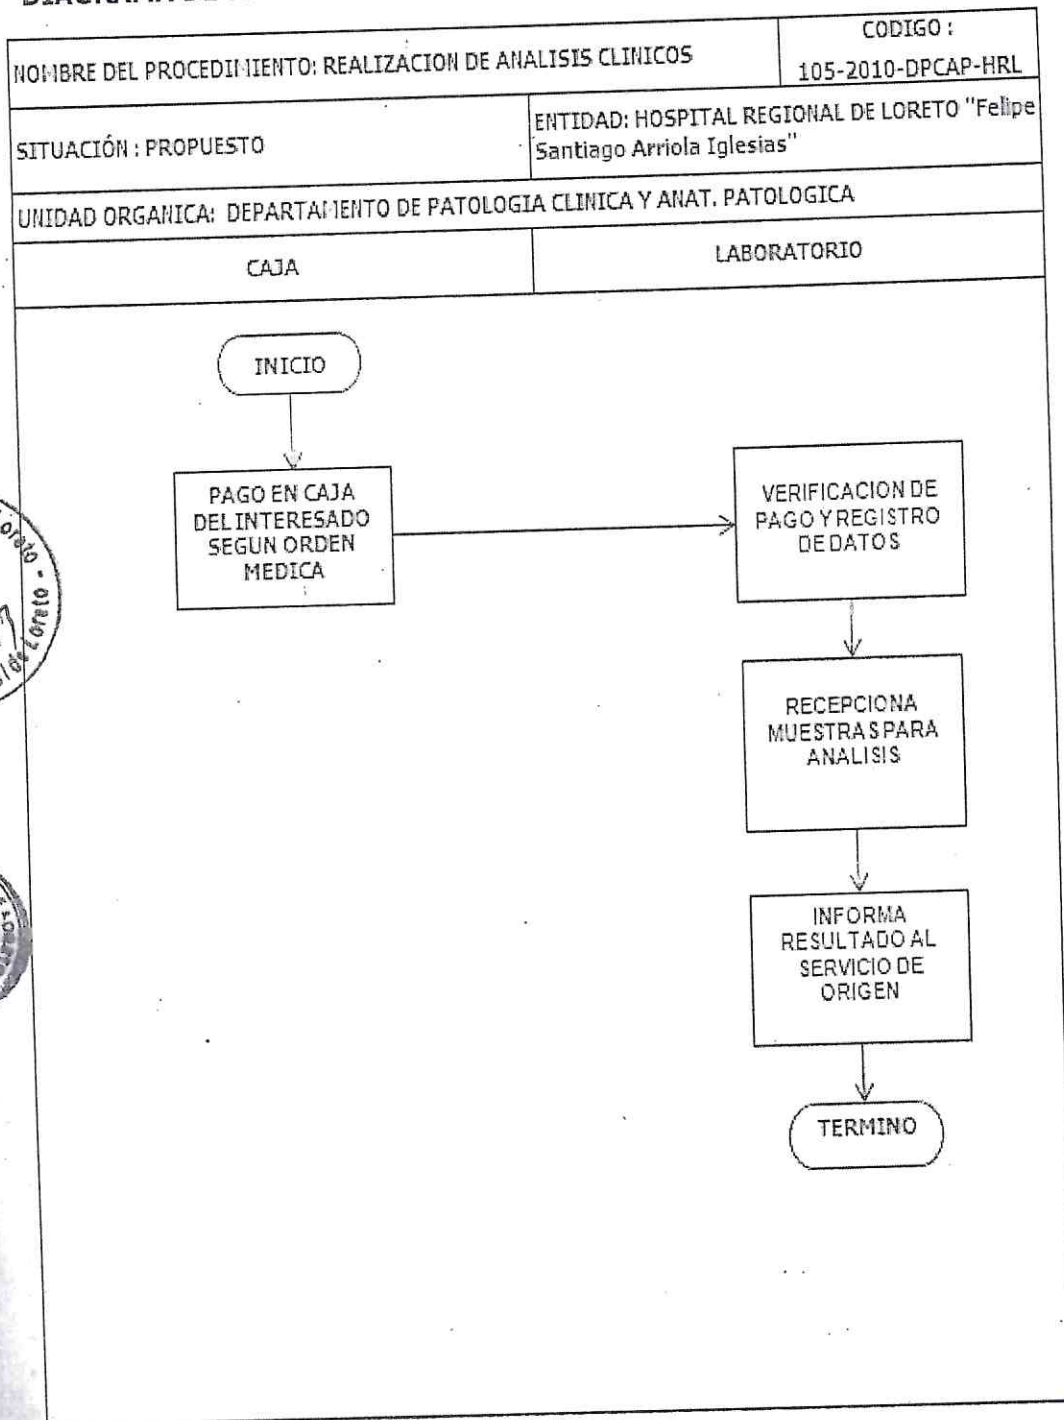 NOMBRE DEL PROCEDIMIENTO: REALIZACION DE ANALISIS CLINICOS
CODIGO :
105-2010-DPCAP-HRL
SITUACIÓN : PROPUESTO
ENTIDAD: HOSPITAL REGIONAL DE LORETO "Felipe
Santiago Arriola Iglesias"
UNIDAD ORGANICA: DEPARTAMENTO DE PATOLOGIA CLINICA Y ANAT. PATOLOGICA
CAJA
LABORATORIO
INICIO
PAGO EN CAJA
DEL INTERESADO
SEGUN ORDEN
MEDICA
VERIFICACION DE
PAGO Y REGISTRO
DE DATOS
RECEPCIONA
MUESTRAS PARA
ANALISIS
INFORMA
RESULTADO AL
SERVICIO DE
ORIGEN
TERMINO
Loreto -
de Loreto -